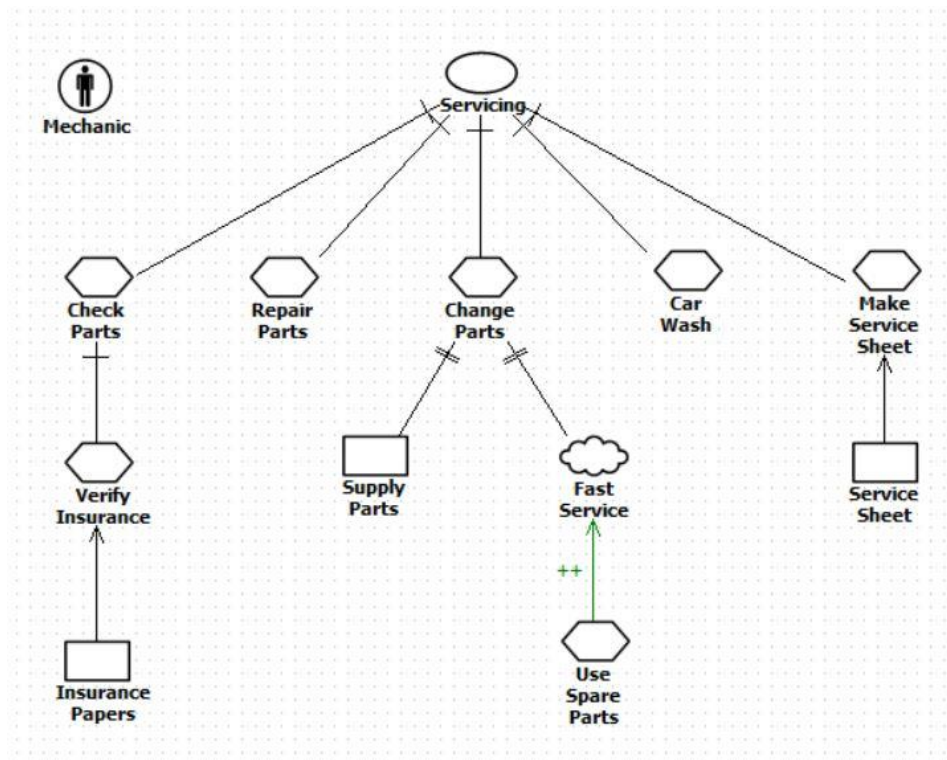 Mechanic
Servicing
Check
Parts
Repair
Parts
Change
Parts
Car
Wash
Make
Service
Sheet
Verify
Insurance
Supply
Parts
Fast
Service
Service
Sheet
++
Insurance
Papers
Use
Spare
Parts